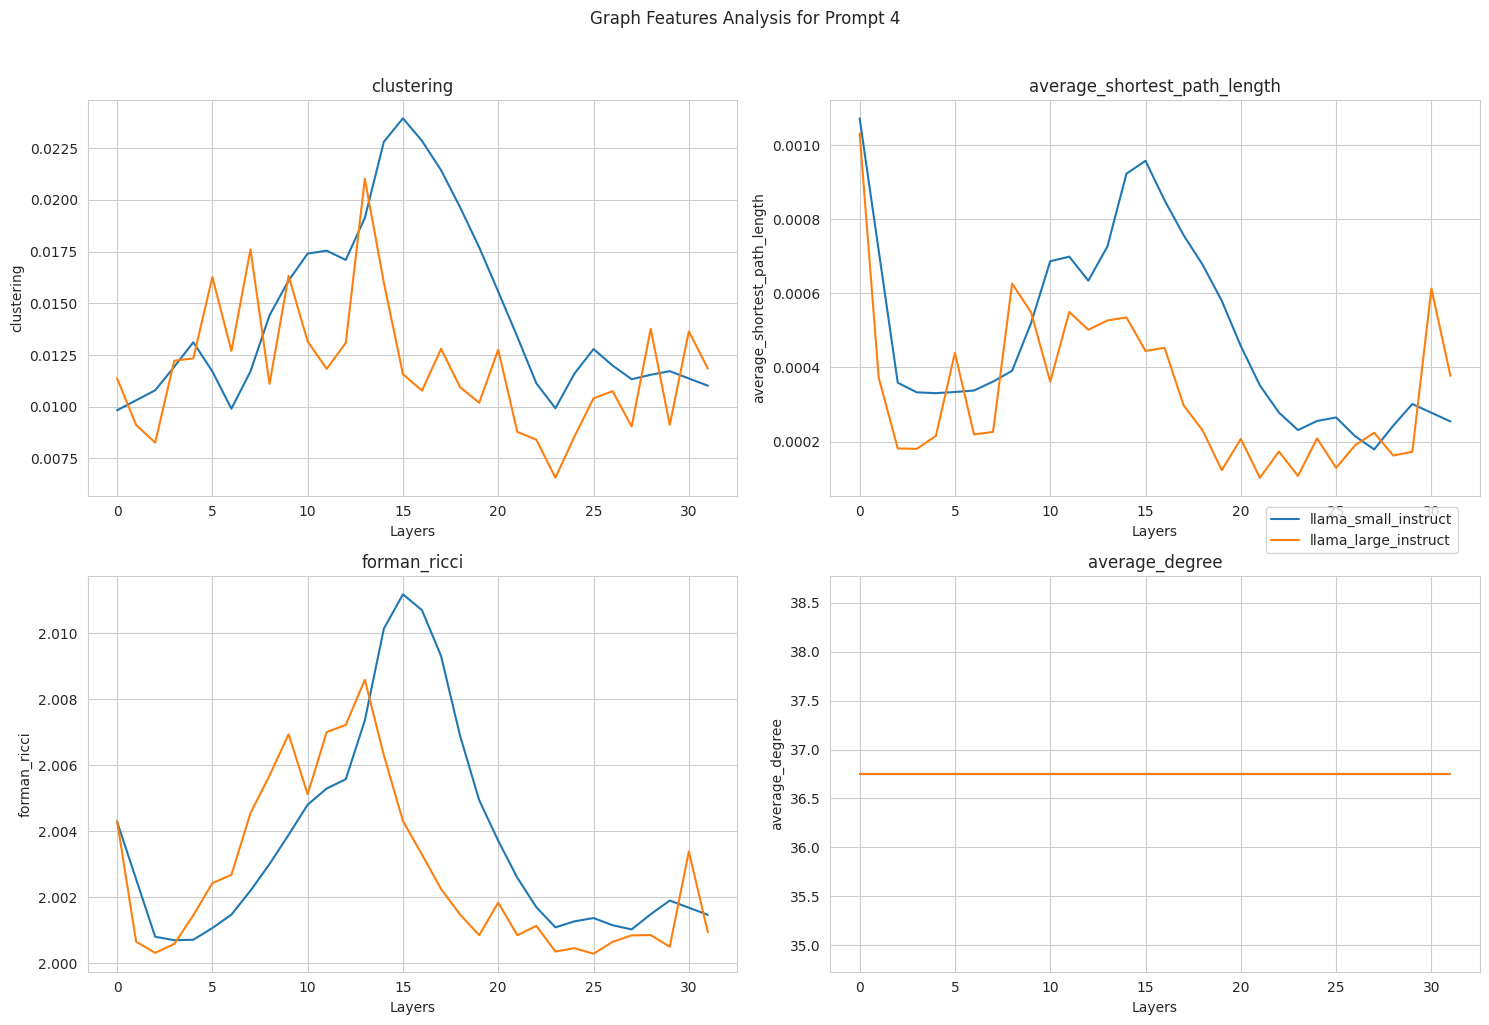 Graph Features Analysis for Prompt 4
clustering
clustering
0.0225
0.0200
0.0175
0.0150
0.0125
0.0100
0.0075
0 5 10 15 20 25 30
Layers
average_shortest_path_length
average_shortest_path_length
0.0010
0.0008
0.0006
0.0004
0.0002
0 5 10 15 20 25 30
Layers
llama_small_instruct
llama_large_instruct
forman_ricci
forman_ricci
2.010
2.008
2.006
2.004
2.002
2.000
0 5 10 15 20 25 30
Layers
average_degree
average_degree
38.5
38.0
37.5
37.0
36.5
36.0
35.5
35.0
0 5 10 15 20 25 30
Layers